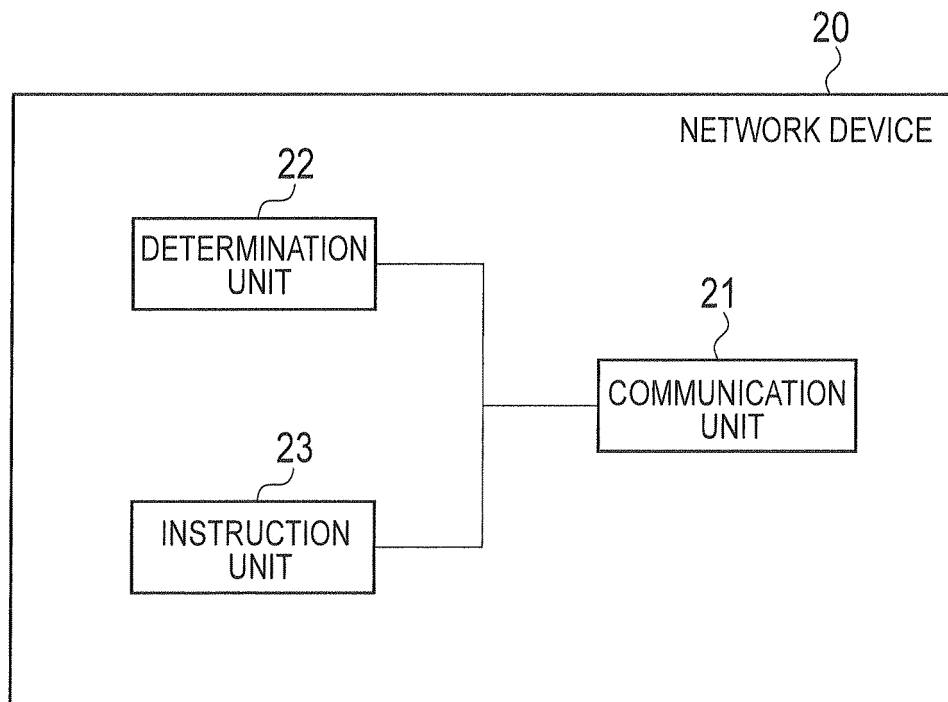 20
NETWORK DEVICE
22
DETERMINATION
UNIT
21
COMMUNICATION
UNIT
23
INSTRUCTION
UNIT